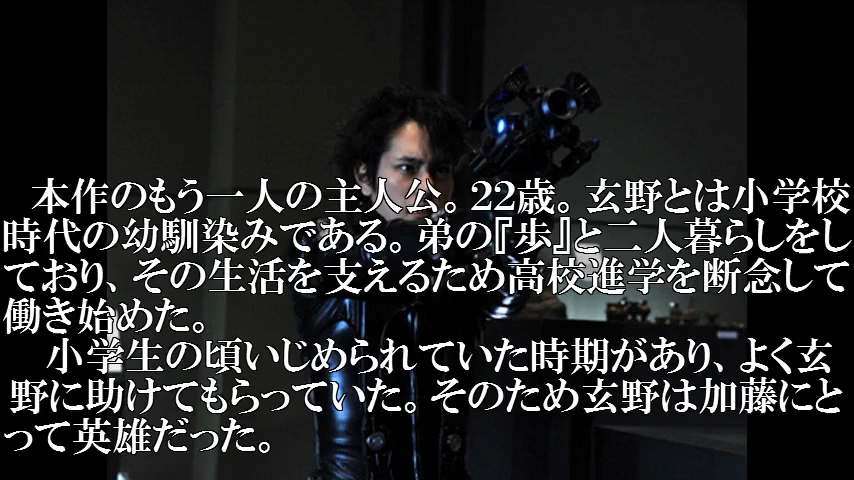 本作のもう一人の主人公。22歳。玄野とは小学校
時代の幼馴染みである。弟の『歩』と二人暮らしをし
ており、その生活を支えるため高校進学を断念して
働き始めた。
小学生の頃いじめられていた時期があり、よく玄
野に助けてもらっていた。そのため玄野は加藤にと
って英雄だった。